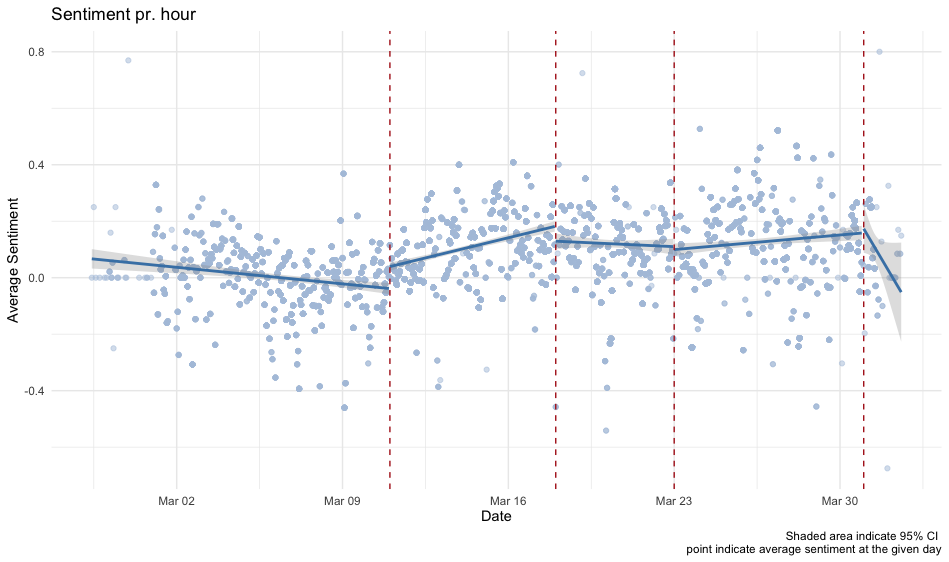 Sentiment pr. hour
Average Sentiment
0.8
0.4
0.0
-0.4
Mar 02
Mar 09
Mar 16
Mar 23
Mar 30
Date
Shaded area indicate 95% CI
point indicate average sentiment at the given day